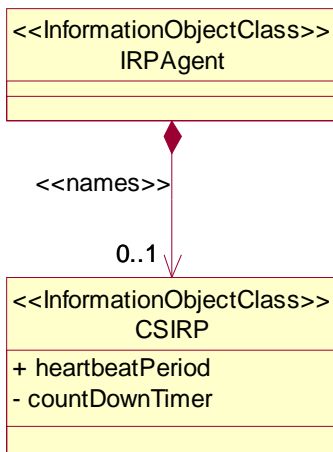 <<InformationObjectClass>>
IRPAgent
<<names>>
0..1
<<InformationObjectClass>>
CSIRP
+ heartbeatPeriod
- countDownTimer